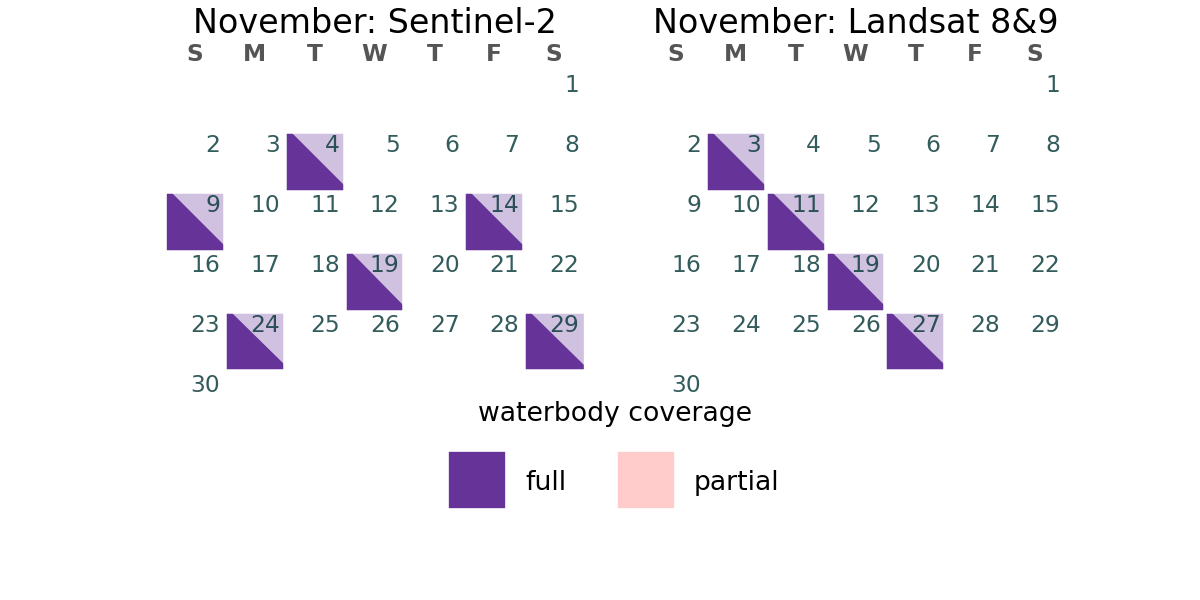 November: Sentinel-2
S M T W T F S
1
2 3 4 5 6 7 8
9 10 11 12 13 14 15
16 17 18 19 20 21 22
23 24 25 26 27 28 29
30
November: Landsat 8&9
S M T W T F S
1
2 3 4 5 6 7 8
9 10 11 12 13 14 15
16 17 18 19 20 21 22
23 24 25 26 27 28 29
30
waterbody coverage
full partial